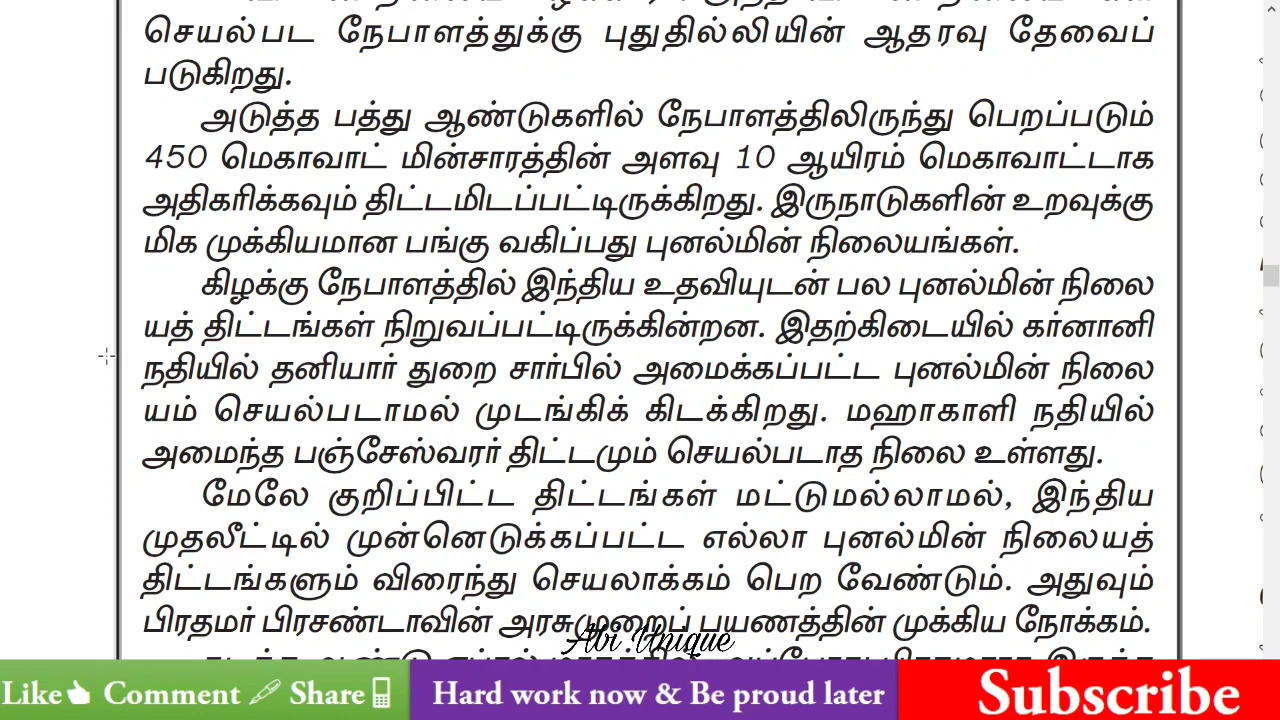 செயல்பட நேபாளத்துக்கு புதுதில்லியின் ஆதரவு தேவைப்
படுகிறது.
அடுத்த பத்து ஆண்டுகளில் நேபாளத்திலிருந்து பெறப்படும்
450 மெகாவாட் மின்சாரத்தின் அளவு 10 ஆயிரம் மெகாவாட்டாக
அதிகரிக்கவும் திட்டமிடப்பட்டிருக்கிறது. இருநாடுகளின் உறவுக்கு
மிக முக்கியமான பங்கு வகிப்பது புனல்மின் நிலையங்கள்.
கிழக்கு நேபாளத்தில் இந்திய உதவியுடன் பல புனல்மின் நிலை
யத் திட்டங்கள் நிறுவப்பட்டிருக்கின்றன. இதற்கிடையில் கர்னானி
நதியில் தனியார் துறை சார்பில் அமைக்கப்பட்ட புனல்மின் நிலை
யம் செயல்படாமல் முடங்கிக் கிடக்கிறது. மஹாகாளி நதியில்
அமைந்த பஞ்சேஸ்வரர் திட்டமும் செயல்படாத நிலை உள்ளது.
மேலே குறிப்பிட்ட திட்டங்கள் மட்டுமல்லாமல், இந்திய
முதலீட்டில் முன்னெடுக்கப்பட்ட எல்லா புனல்மின் நிலையத்
திட்டங்களும் விரைந்து செயலாக்கம் பெற வேண்டும். அதுவும்
பிரதமர் பிரசண்டாவின் அரசுமுறைப் பயணத்தின் முக்கிய நோக்கம்.
Abi Unique
Like Comment Share Hard work now & Be proud later Subscribe